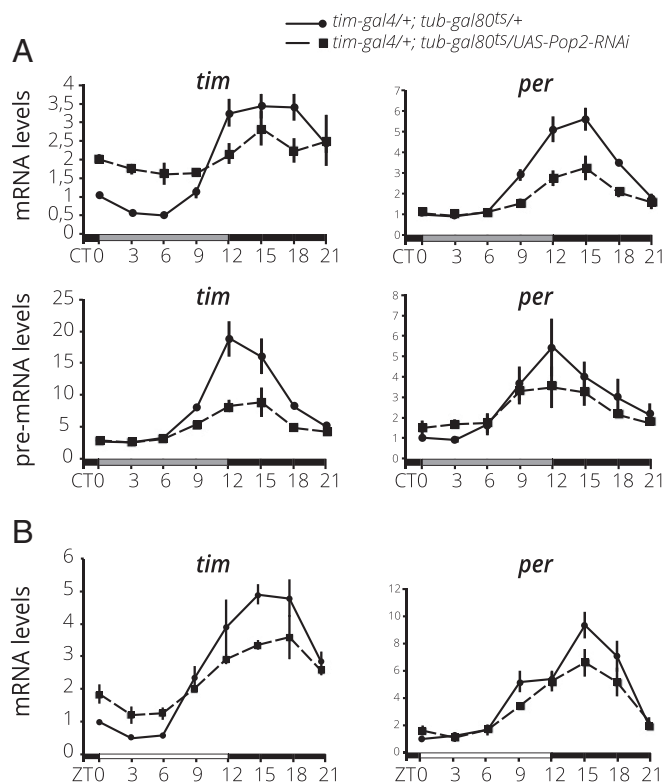 tim-gal4/+; tub-gal80ts/+
tim-gal4/+; tub-gal80ts/UAS-Pop2-RNAi
A
tim
per
mRNA levels
4
3,5
3
2,5
2
1,5
1
0,5
0
7
6
5
4
3
2
1
0
CT0 3 6 9 12 15 18 21
CT0 3 6 9 12 15 18 21
tim
per
pre-mRNA levels
25
20
15
10
5
0
8
7
6
5
4
3
2
1
0
CT0 3 6 9 12 15 18 21
CT0 3 6 9 12 15 18 21
B
tim
per
mRNA levels
6
5
4
3
2
1
0
12
10
8
6
4
2
0
ZT0 3 6 9 12 15 18 21
ZT0 3 6 9 12 15 18 21